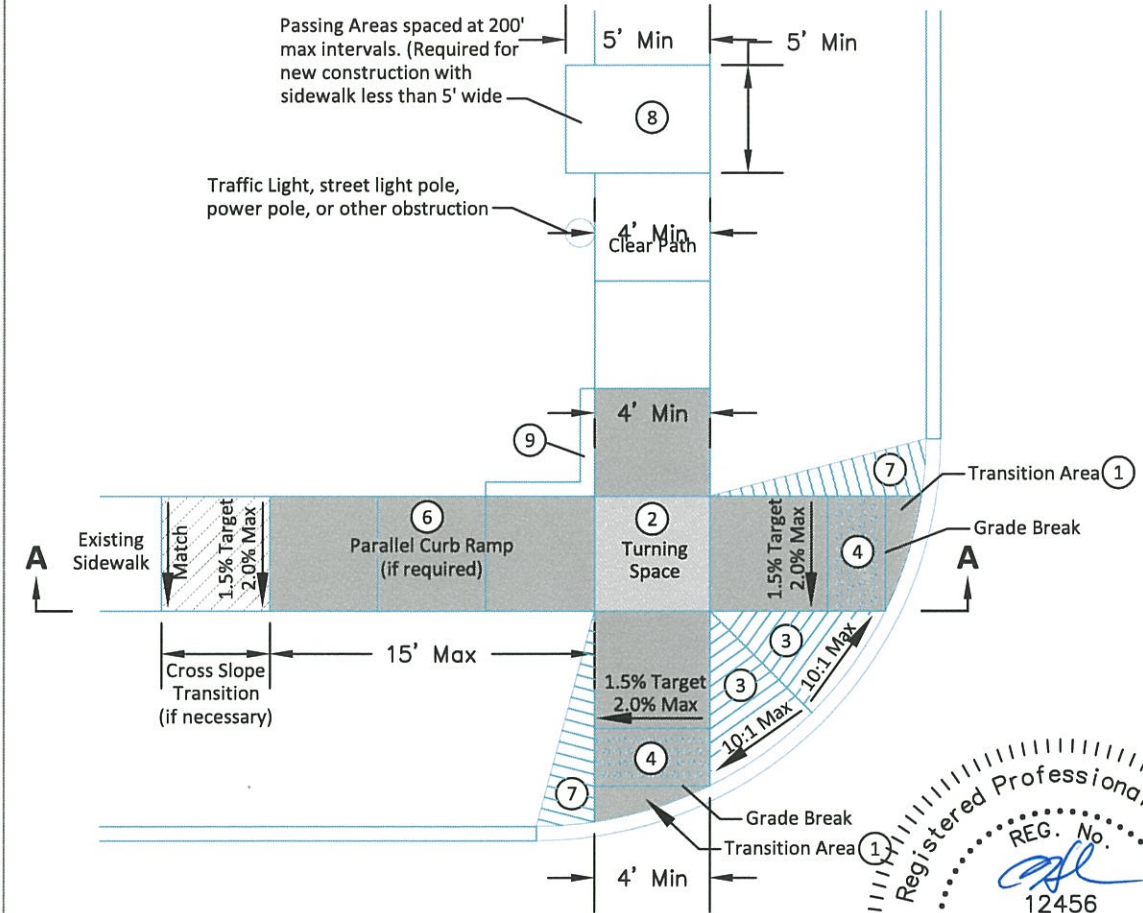 Passing Areas spaced at 200'
max intervals. (Required for
new construction with
sidewalk less than 5' wide
5' Min
5' Min
8
Traffic Light, street light pole,
power pole, or other obstruction
4' Min
Clear Path
4' Min
9
7
Transition Area 1
Grade Break
A
Existing
Sidewalk
Match
1.5% Target
2.0% Max
6
Parallel Curb Ramp
(if required)
2
Turning
Space
1.5% Target
2.0% Max
4
A
15' Max
Cross Slope
Transition
(if necessary)
3
3
10:1 Max
10:1 Max
1.5% Target
2.0% Max
4
7
Grade Break
Transition Area 1
4' Min
Registered Professional
REG. No.
12456